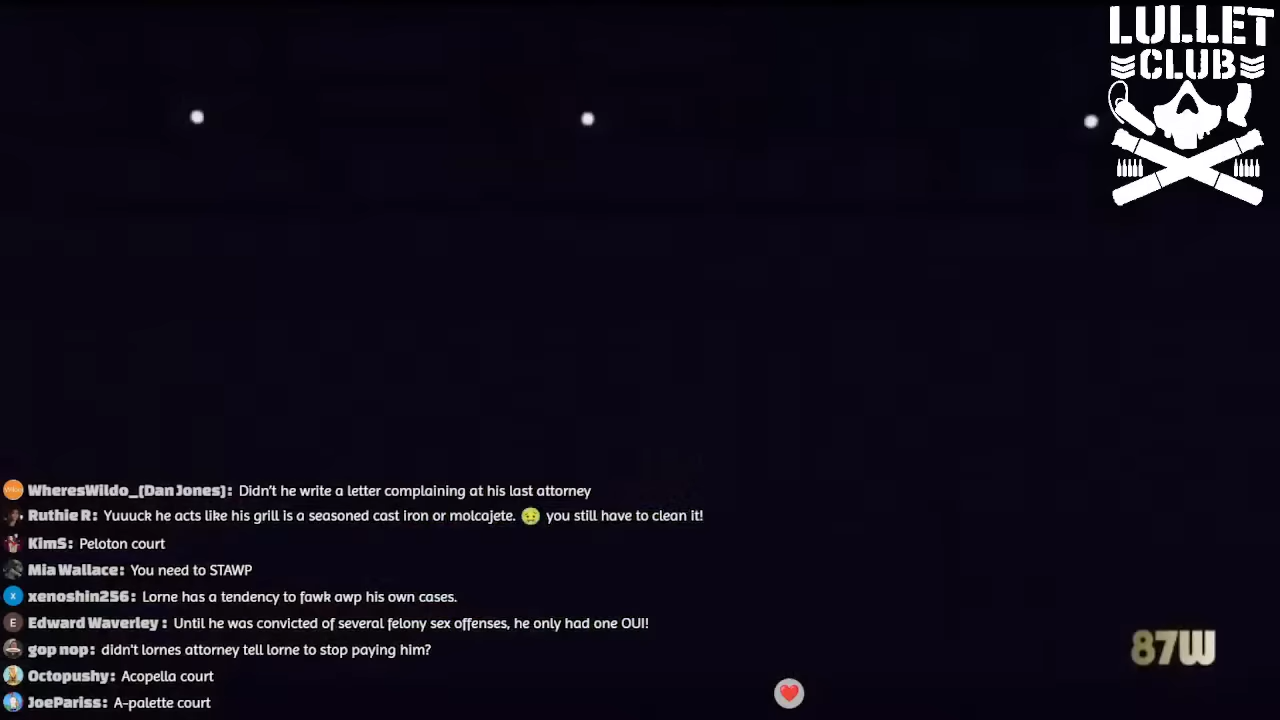 LULLET
CLUB
WheresWildo_(Dan Jones): Didn't he write a letter complaining at his last attorney
Ruthie R: Yuuuck he acts like his grill is a seasoned cast iron or molcajete. 🤢 you still have to clean it!
KimS: Peloton court
Mia Wallace: You need to STAWP
X xenoshin256: Lorne has a tendency to fawk awp his own cases.
E Edward Waverley : Until he was convicted of several felony sex offenses, he only had one OUI!
gop nop: didn't lornes attorney tell lorne to stop paying him?
Octopushy: Acopella court
JoePariss: A-palette court
87W